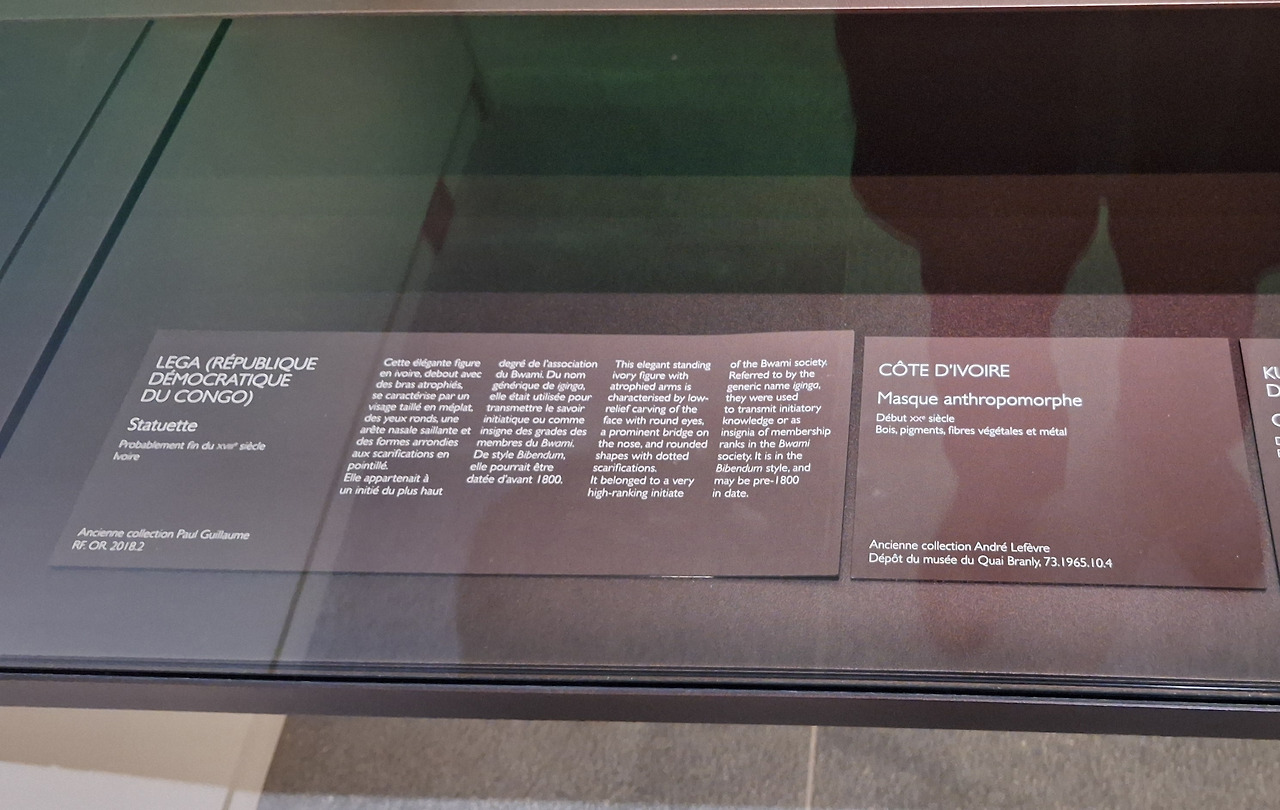 LEGA (RÉPUBLIQUE
DÉMOCRATIQUE
DU CONGO)
Statuette
Probablement fin du XVIIIe siècle
Ivoire
Ancienne collection Paul Guillaume
RF. OR. 2018.2
Cette élégante figure
en ivoire, debout avec
des bras atrophiés,
se caractérise par un
visage taillé en méplat,
des yeux ronds, une
arête nasale saillante et
des formes arrondies
aux scarifications en
pointillé.
Elle appartenait à
un initié du plus haut
degré de l'association
du Bwami. Du nom
générique de iginga,
elle était utilisée pour
transmettre le savoir
initiatique ou comme
insigne des grades des
membres du Bwami.
De style Bibendum,
elle pourrait être
datée d'avant 1800.
This elegant standing
ivory figure with
atrophied arms is
characterised by low-
relief carving of the
face with round eyes,
a prominent bridge on
the nose, and rounded
shapes with dotted
scarifications.
It belonged to a very
high-ranking initiate
of the Bwami society.
Referred to by the
generic name iginga,
they were used
to transmit initiatory
knowledge or as
insignia of membership
ranks in the Bwami
society. It is in the
Bibendum style, and
may be pre-1800
in date.
CÔTE D'IVOIRE
Masque anthropomorphe
Début XXe siècle
Bois, pigments, fibres végétales et métal
Ancienne collection André Lefèvre
Dépôt du musée du Quai Branly, 73.1965.10.4
KU